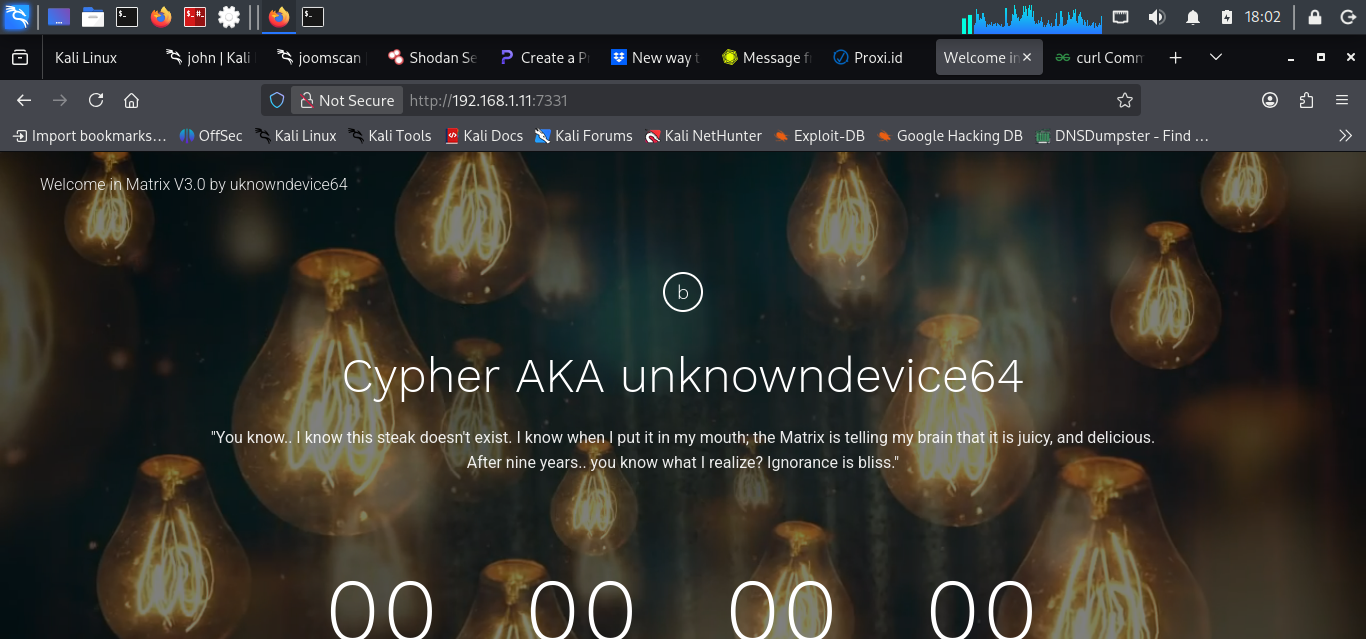 18:02
Kali Linux
john | Kali
joomscan
Shodan Se
Create a P
New way t
Message f
Proxi.id
Welcome in
curl Comm
Not Secure
http://192.168.1.11:7331
Import bookmarks...
OffSec
Kali Linux
Kali Tools
Kali Docs
Kali Forums
Kali NetHunter
Exploit-DB
Google Hacking DB
DNSDumpster - Find ...
Welcome in Matrix V3.0 by uknowndevice64
b
Cypher AKA unknowndevice64
"You know.. I know this steak doesn't exist. I know when I put it in my mouth; the Matrix is telling my brain that it is juicy, and delicious.
After nine years.. you know what I realize? Ignorance is bliss."
00 00 00 00